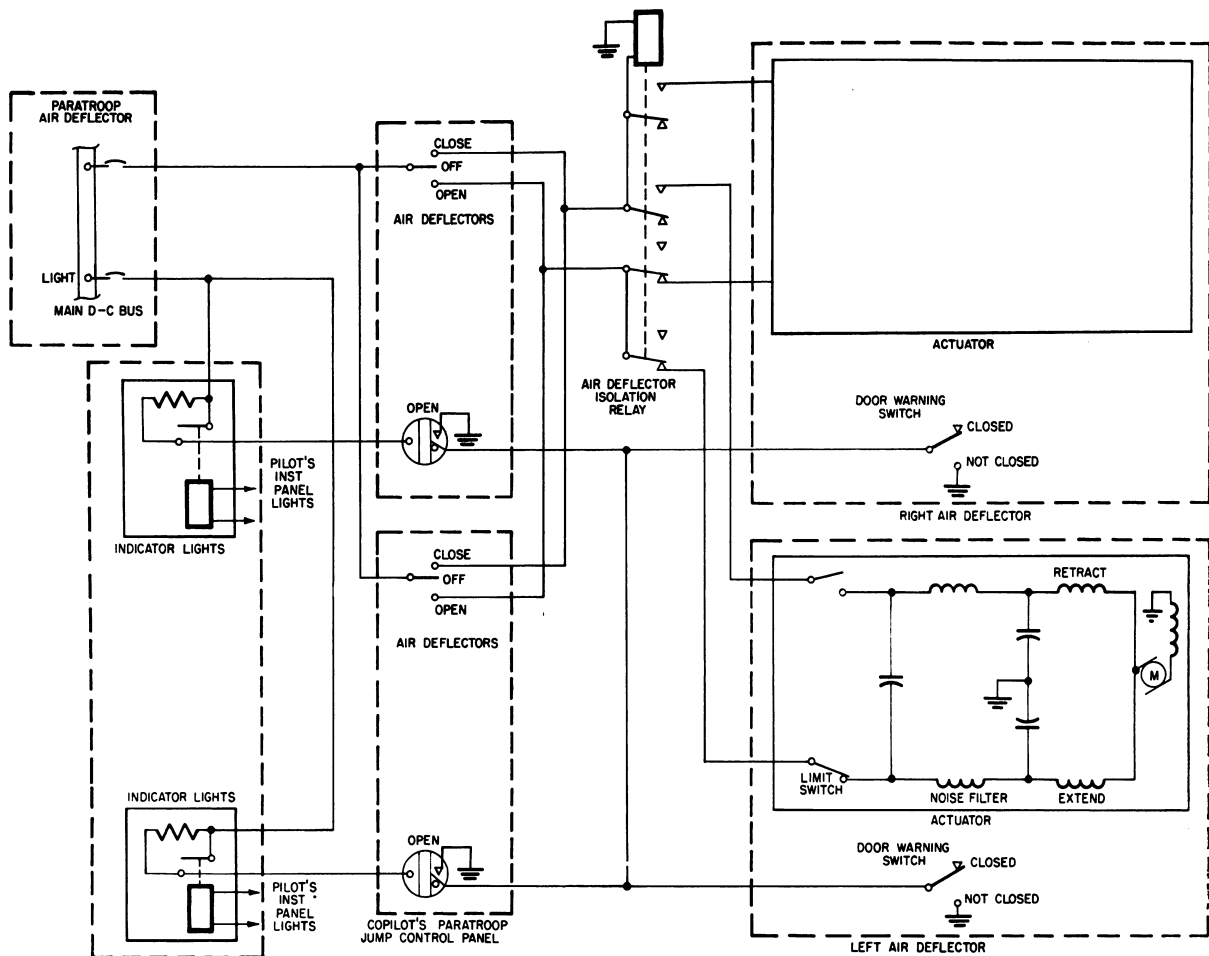 PARATROOP
AIR DEFLECTOR
LIGHT
MAIN D-C BUS
CLOSE
OFF
OPEN
AIR DEFLECTORS
OPEN
AIR DEFLECTOR
ISOLATION
RELAY
ACTUATOR
DOOR WARNING
SWITCH
CLOSED
NOT CLOSED
RIGHT AIR DEFLECTOR
PILOT'S
INST
PANEL
LIGHTS
INDICATOR LIGHTS
CLOSE
OFF
OPEN
AIR DEFLECTORS
RETRACT
M
LIMIT
SWITCH
NOISE FILTER
EXTEND
ACTUATOR
INDICATOR LIGHTS
OPEN
PILOT'S
INST
PANEL
LIGHTS
COPILOT'S PARATROOP
JUMP CONTROL PANEL
DOOR WARNING
SWITCH
CLOSED
NOT CLOSED
LEFT AIR DEFLECTOR